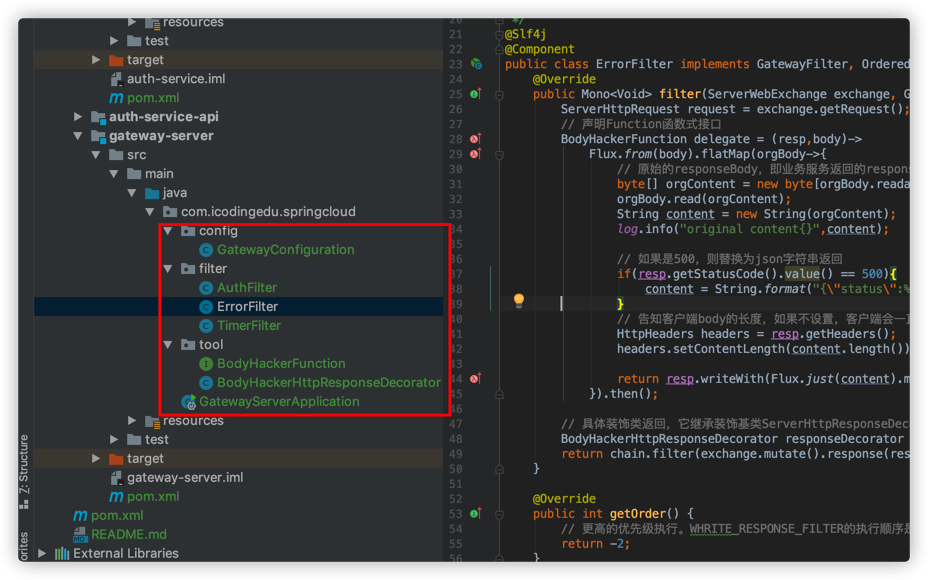 resources
test
target
auth-service.iml
pom.xml
auth-service-api
gateway-server
src
main
java
com.icodingedu.springcloud
config
GatewayConfiguration
filter
AuthFilter
ErrorFilter
TimerFilter
tool
BodyHackerFunction
BodyHackerHttpResponseDecorator
GatewayServerApplication
resources
test
target
gateway-server.iml
pom.xml
pom.xml
README.md
External Libraries
Z: Structure
20 */
21 @Slf4j
22 @Component
23 public class ErrorFilter implements GatewayFilter, Ordered
24 @Override
25 public Mono<Void> filter(ServerWebExchange exchange, G
26 ServerHttpRequest request = exchange.getRequest();
27 // 声明Function函数式接口
28 BodyHackerFunction delegate = (resp,body)->
29 Flux.from(body).flatMap(orgBody->{
30 // 原始的responseBody，即业务服务返回的respon
31 byte[] orgContent = new byte[orgBody.reada
32 orgBody.read(orgContent);
33 String content = new String(orgContent);
34 log.info("original content{}",content);
35
36 // 如果是500，则替换为json字符串返回
37 if(resp.getStatusCode().value() == 500){
38 content = String.format("{\"status\":%
39 }
40 // 告知客户端body的长度，如果不设置，客户端会一直
41 HttpHeaders headers = resp.getHeaders();
42 headers.setContentLength(content.length())
43
44 return resp.writeWith(Flux.just(content).m
45 }).then();
46
47 // 具体装饰类返回，它继承装饰基类ServerHttpResponseDeco
48 BodyHackerHttpResponseDecorator responseDecorator
49 return chain.filter(exchange.mutate().response(res
50 }
51
52 @Override
53 public int getOrder() {
54 // 更高的优先级执行。WHRITE_RESPONSE_FILTER的执行顺序是
55 return -2;
56 }